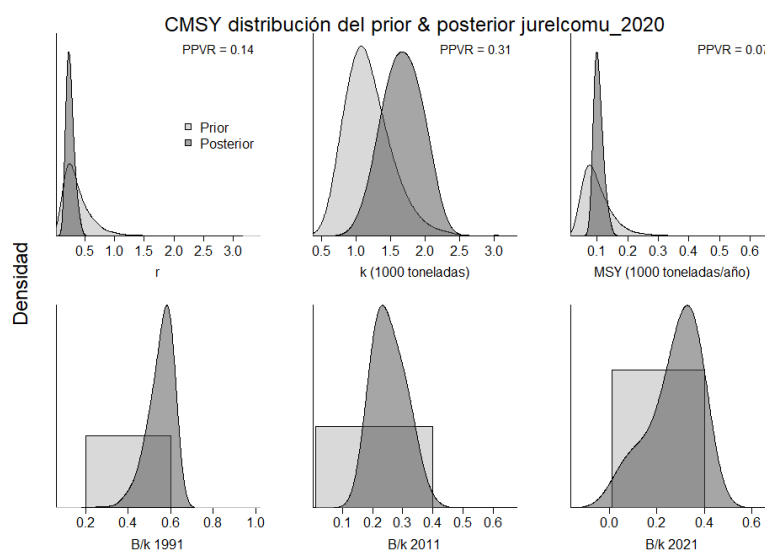 CMSY distribución del prior & posterior jurelcomu_2020
PPVR = 0.14
PPVR = 0.31
PPVR = 0.07
Prior
Posterior
Densidad
0.5 1.0 1.5 2.0 2.5 3.0
r
0.5 1.0 1.5 2.0 2.5 3.0
k (1000 toneladas)
0.1 0.2 0.3 0.4 0.5 0.6
MSY (1000 toneladas/año)
0.2 0.4 0.6 0.8 1.0
B/k 1991
0.1 0.2 0.3 0.4 0.5 0.6
B/k 2011
0.0 0.2 0.4 0.6
B/k 2021